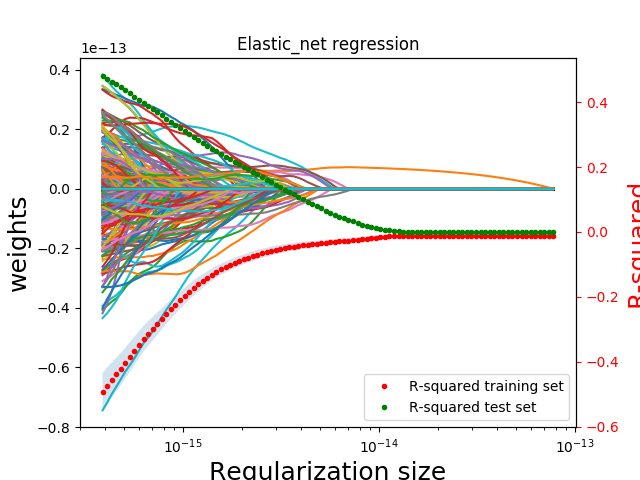 Elastic_net regression
1e−13
0.4
0.2
0.0
−0.2
−0.4
−0.6
−0.8
weights
0.4
0.2
0.0
−0.2
−0.4
−0.6
R-squared
R-squared training set
R-squared test set
10⁻¹⁵
10⁻¹⁴
10⁻¹³
Regularization size